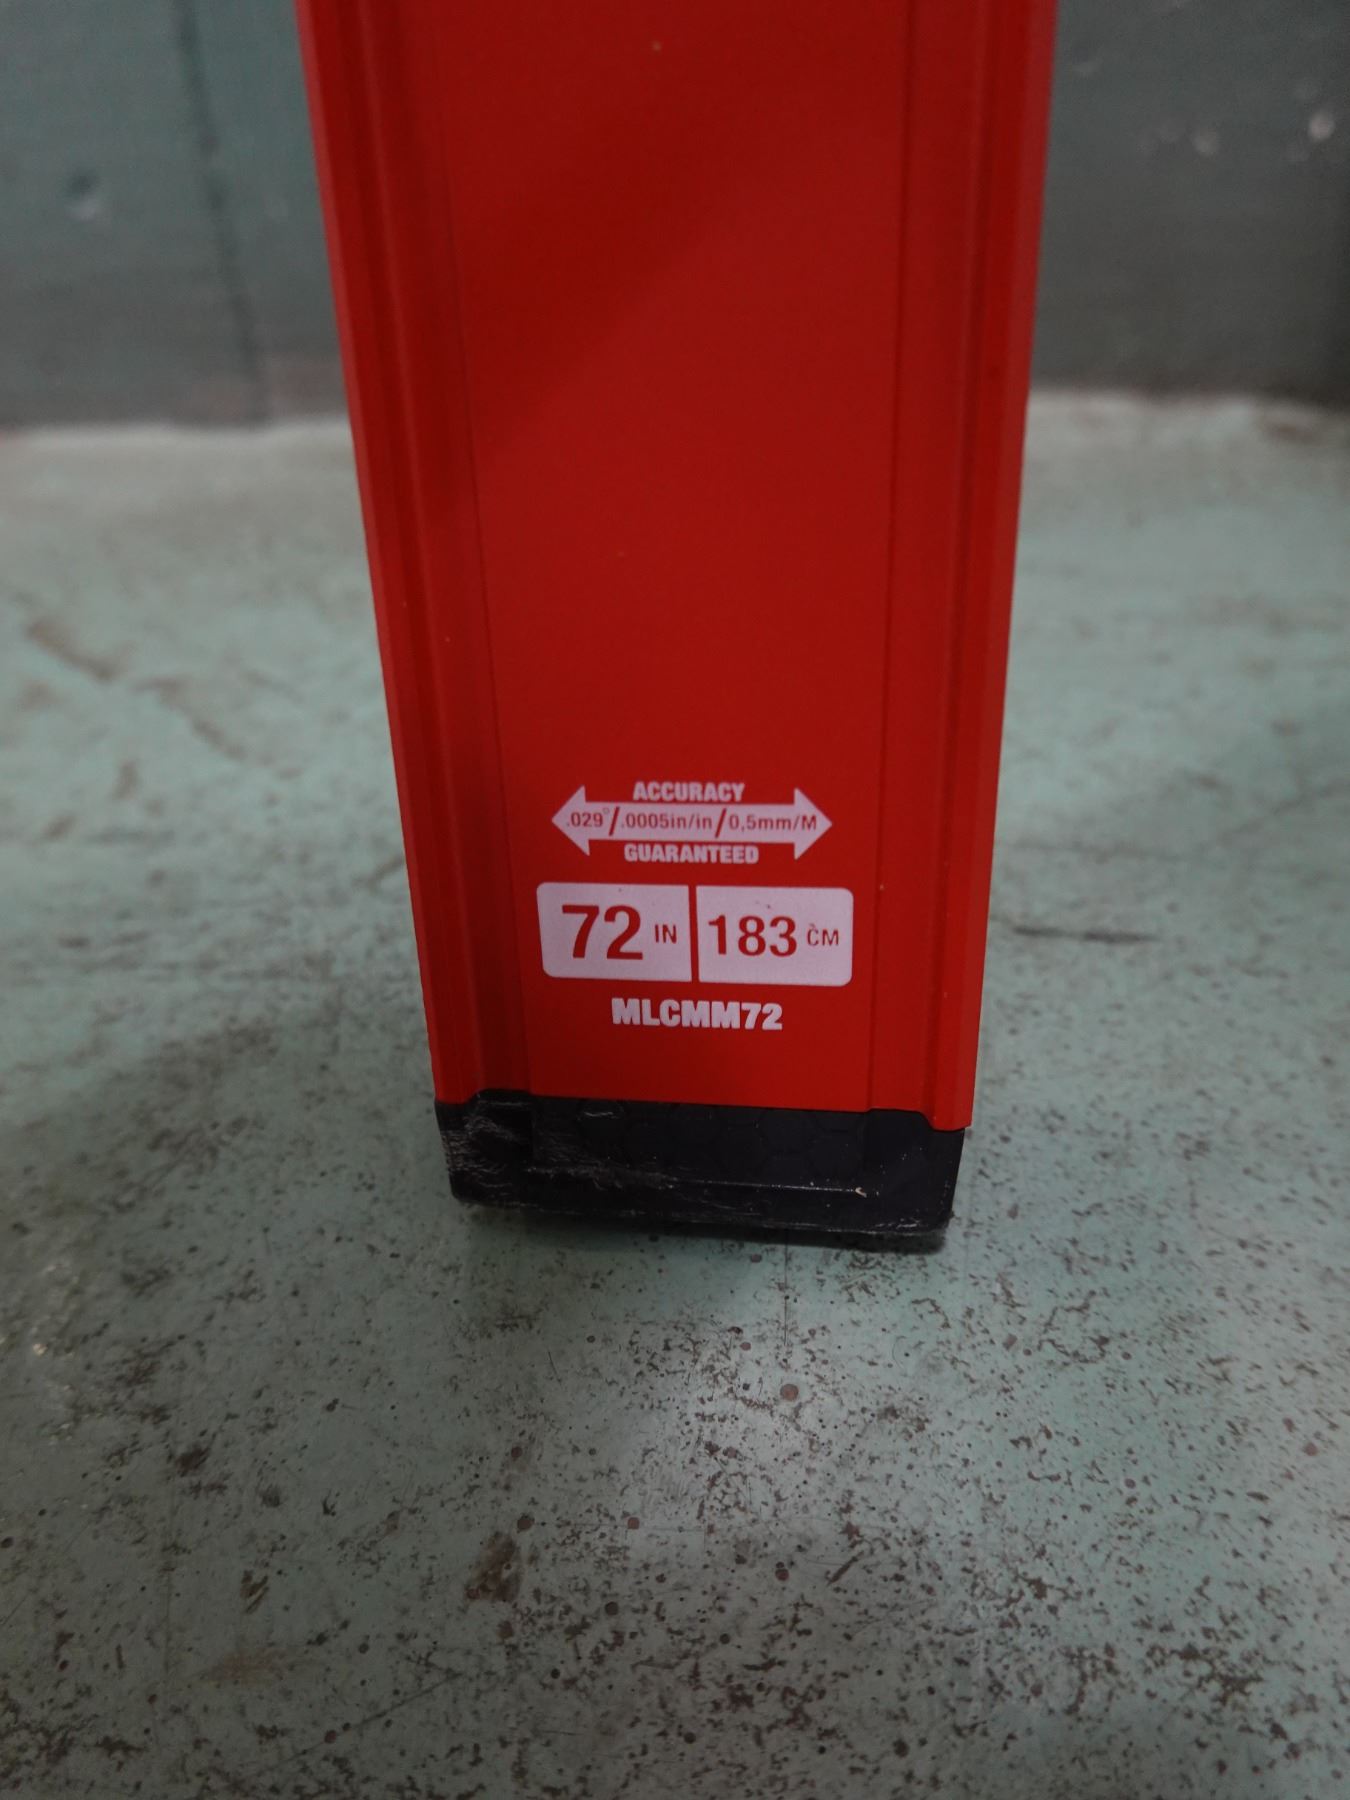 ACCURACY
.029°/.0005in/in/0,5mm/M
GUARANTEED
72 IN 183 CM
MLCMM72